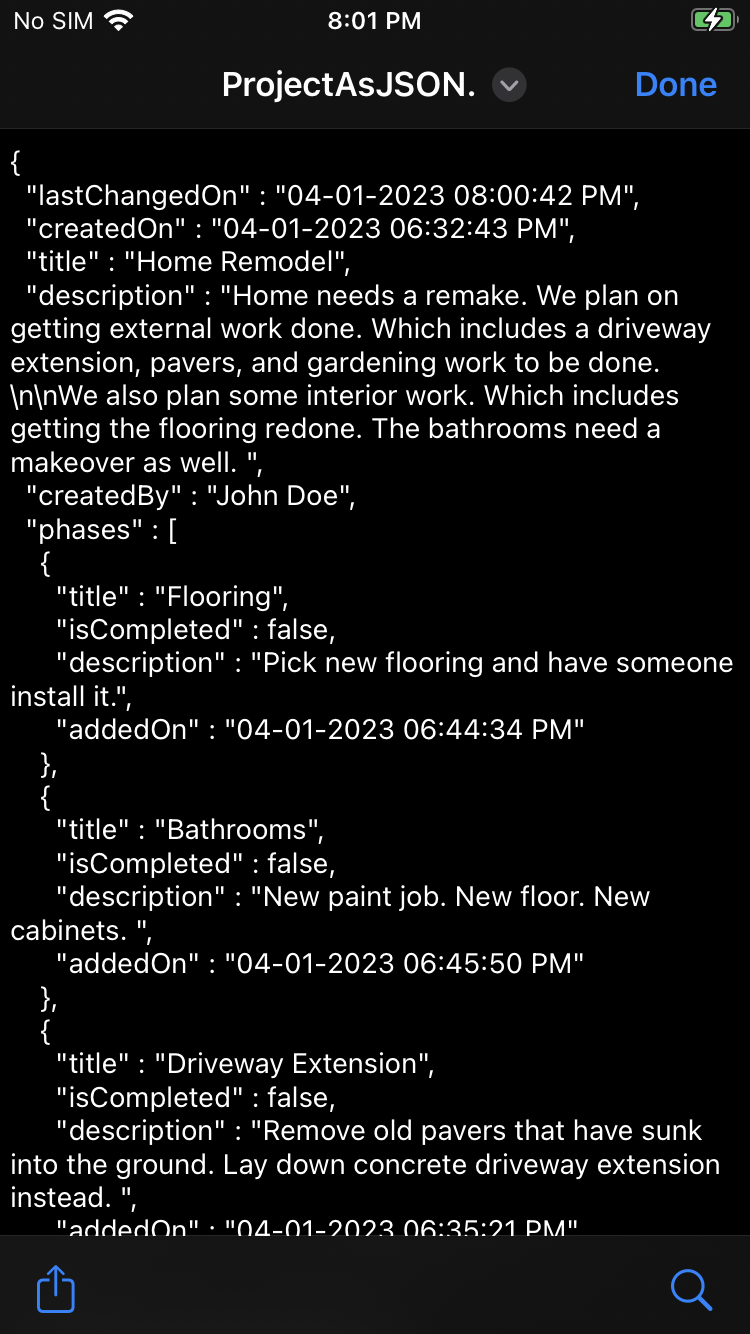 No SIM 8:01 PM
ProjectAsJSON. Done
{
"lastChangedOn" : "04-01-2023 08:00:42 PM",
"createdOn" : "04-01-2023 06:32:43 PM",
"title" : "Home Remodel",
"description" : "Home needs a remake. We plan on
getting external work done. Which includes a driveway
extension, pavers, and gardening work to be done.
\n\nWe also plan some interior work. Which includes
getting the flooring redone. The bathrooms need a
makeover as well. ",
"createdBy" : "John Doe",
"phases" : [
{
"title" : "Flooring",
"isCompleted" : false,
"description" : "Pick new flooring and have someone
install it.",
"addedOn" : "04-01-2023 06:44:34 PM"
},
{
"title" : "Bathrooms",
"isCompleted" : false,
"description" : "New paint job. New floor. New
cabinets. ",
"addedOn" : "04-01-2023 06:45:50 PM"
},
{
"title" : "Driveway Extension",
"isCompleted" : false,
"description" : "Remove old pavers that have sunk
into the ground. Lay down concrete driveway extension
instead. ",
"addedOn" : "04-01-2023 06:35:21 PM"